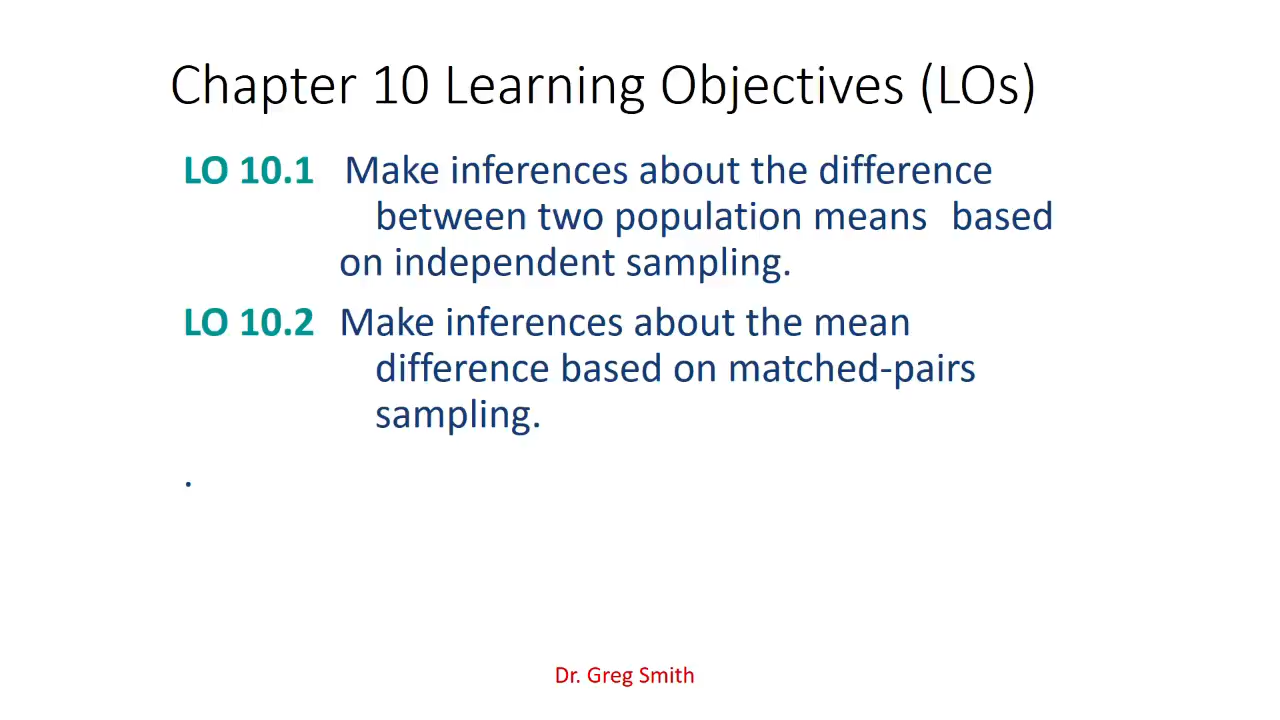 Chapter 10 Learning Objectives (LOs)
LO 10.1 Make inferences about the difference
between two population means based
on independent sampling.
LO 10.2 Make inferences about the mean
difference based on matched-pairs
sampling.
.
Dr. Greg Smith